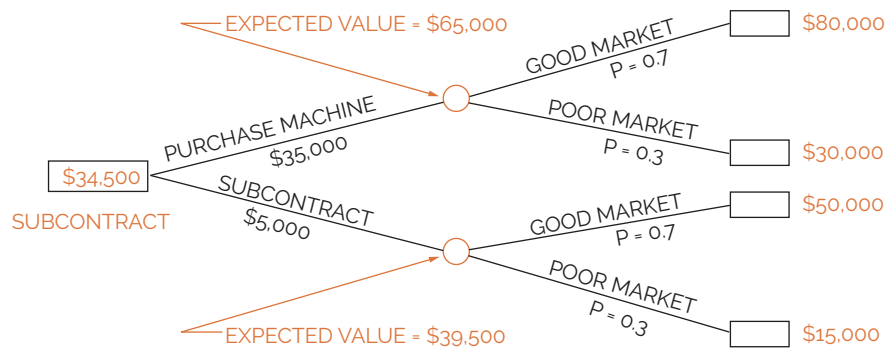 EXPECTED VALUE = $65,000
GOOD MARKET
P = 0.7
$80,000
PURCHASE MACHINE
$35,000
POOR MARKET
P = 0.3
$30,000
$34,500
SUBCONTRACT
SUBCONTRACT
$5,000
GOOD MARKET
P = 0.7
$50,000
POOR MARKET
P = 0.3
$15,000
EXPECTED VALUE = $39,500